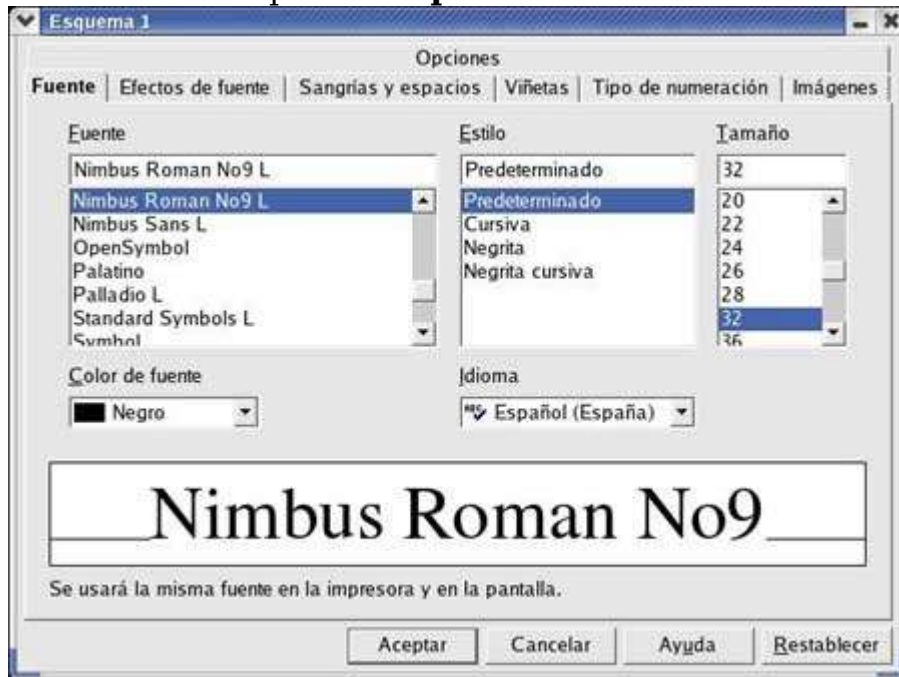 Esquema 1
Opciones
Fuente Efectos de fuente Sangrías y espacios Viñetas Tipo de numeración Imágenes
Fuente Estilo Tamaño
Nimbus Roman No9 L Predeterminado 32
Nimbus Roman No9 L Predeterminado 20
Nimbus Sans L Cursiva 22
OpenSymbol Negrita 24
Palatino Negrita cursiva 26
Palladio L 28
Standard Symbols L 32
Symbol 36
Color de fuente Idioma
Negro ABC Español (España)
Nimbus Roman No9
Se usará la misma fuente en la impresora y en la pantalla.
Aceptar Cancelar Ayuda Restablecer